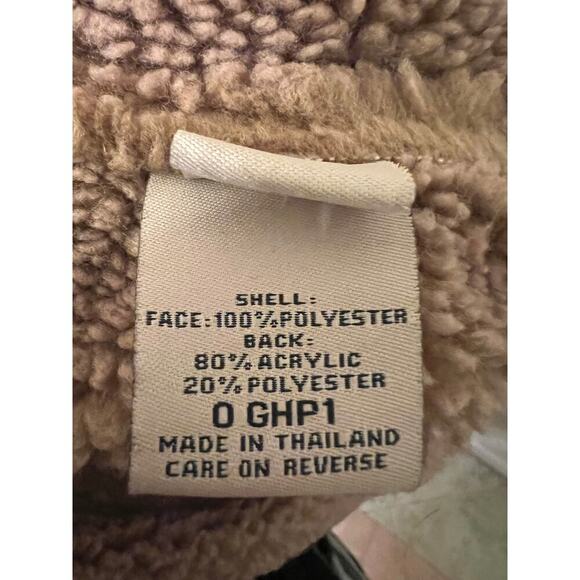 SHELL:
FACE:100%POLYESTER
BACK:
80% ACRYLIC
20% POLYESTER
0 GHP1
MADE IN THAILAND
CARE ON REVERSE